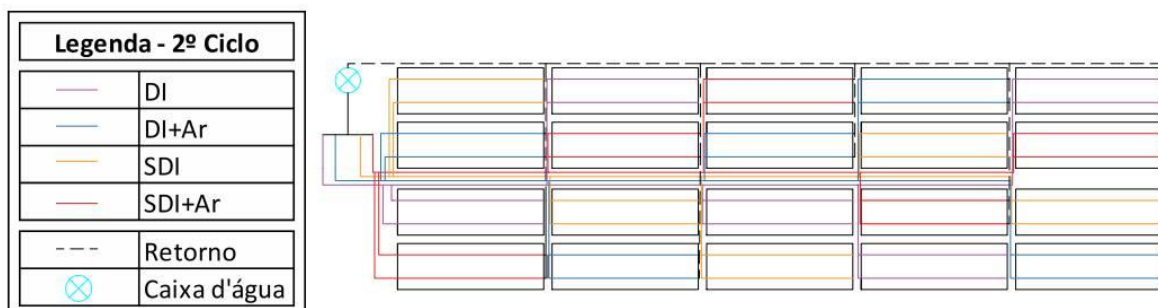 Legenda - 2º Ciclo
DI
DI+Ar
SDI
SDI+Ar
Retorno
Caixa d'água